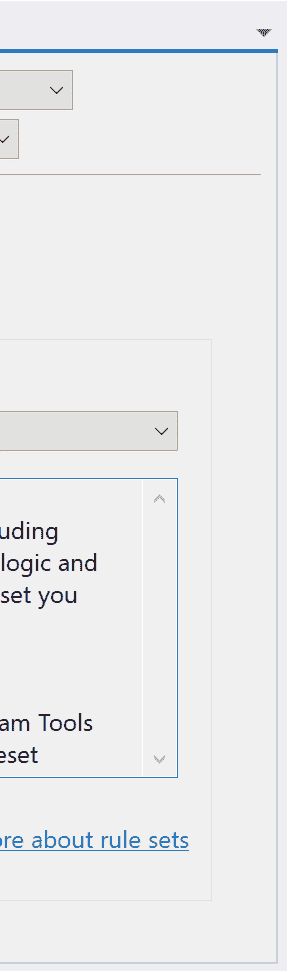 uding
logic and
set you
am Tools
eset
ore about rule sets